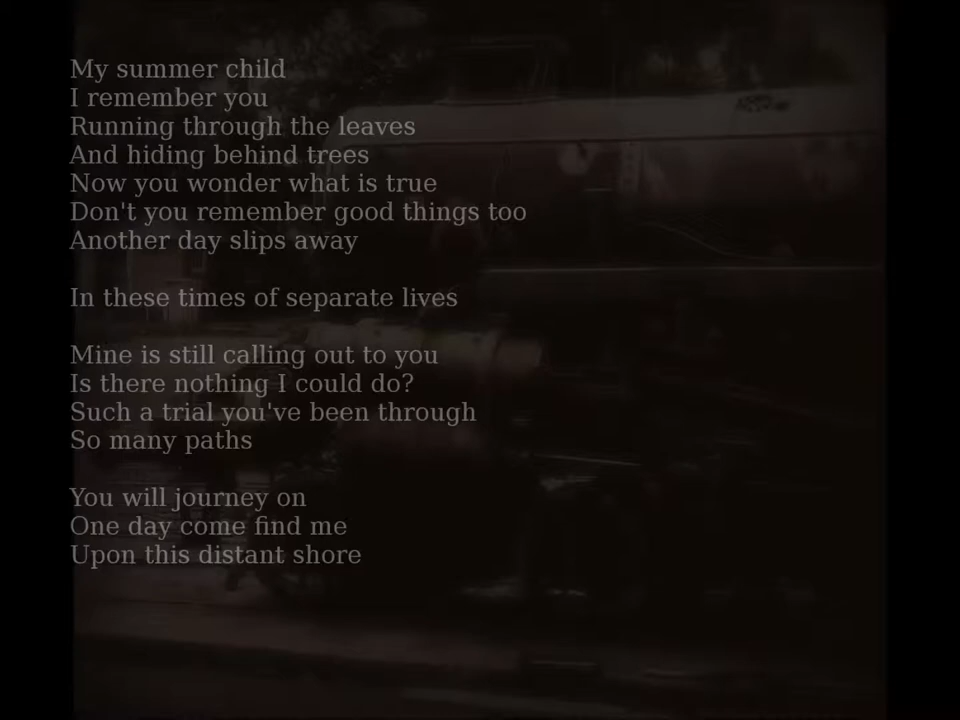 My summer child
I remember you
Running through the leaves
And hiding behind trees
Now you wonder what is true
Don't you remember good things too
Another day slips away
In these times of separate lives
Mine is still calling out to you
Is there nothing I could do?
Such a trial you've been through
So many paths
You will journey on
One day come find me
Upon this distant shore